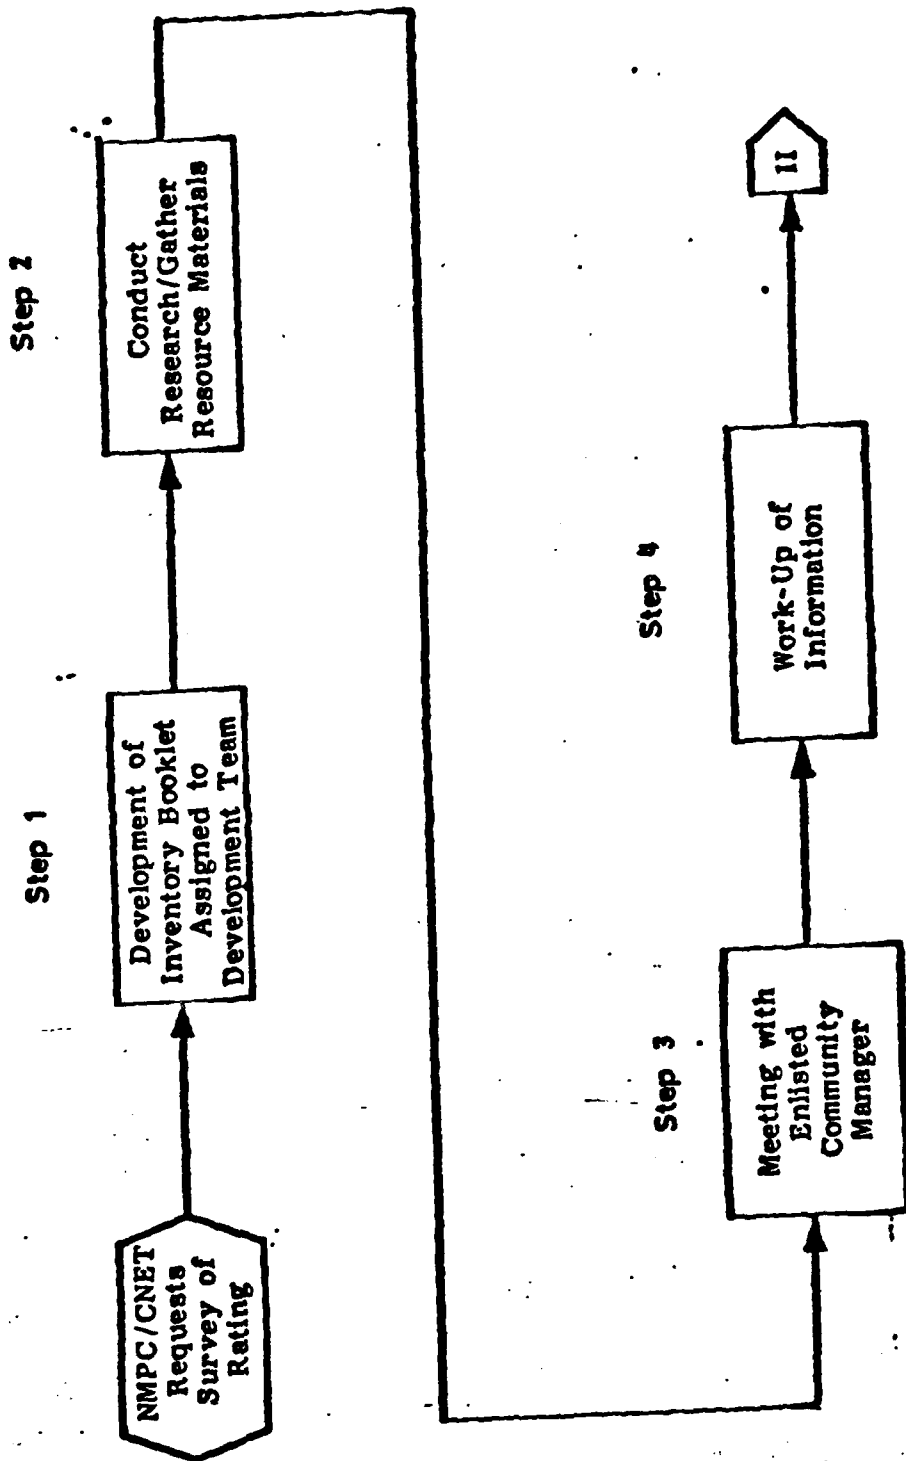 NMPC/CNET
Requests
Survey of
Rating
Step 1
Development of
Inventory Booklet
Assigned to
Development Team
Step 2
Conduct
Research/Gather
Resource Materials
Step 3
Meeting with
Enlisted
Community
Manager
Step 4
Work-Up of
Information
II